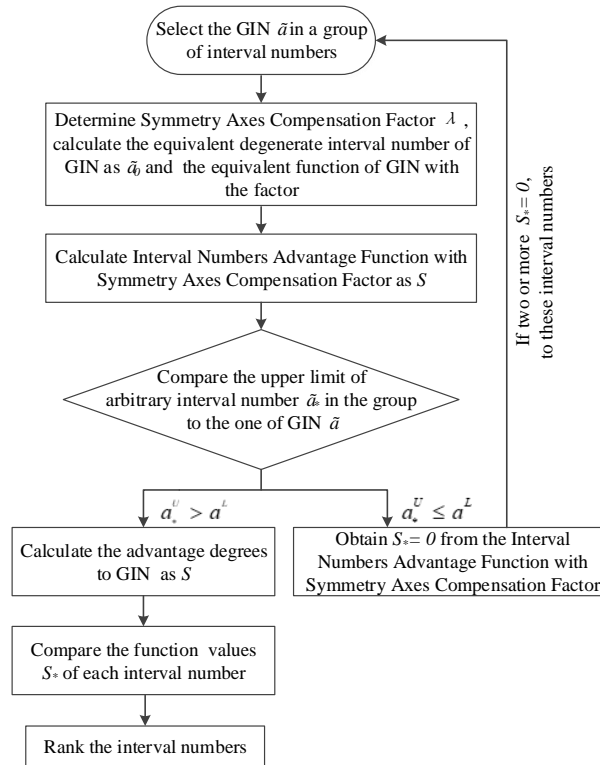 Select the GIN ã in a group
of interval numbers
Determine Symmetry Axes Compensation Factor λ ,
calculate the equivalent degenerate interval number of
GIN as ã₀ and the equivalent function of GIN with
the factor
Calculate Interval Numbers Advantage Function with
Symmetry Axes Compensation Factor as S
Compare the upper limit of
arbitrary interval number ã* in the group
to the one of GIN ã
If two or more S*= 0,
to these interval numbers
a*ᵁ > aᴸ
a*ᵁ ≤ aᴸ
Calculate the advantage degrees
to GIN as S
Obtain S*= 0 from the Interval
Numbers Advantage Function with
Symmetry Axes Compensation Factor
Compare the function values
S* of each interval number
Rank the interval numbers